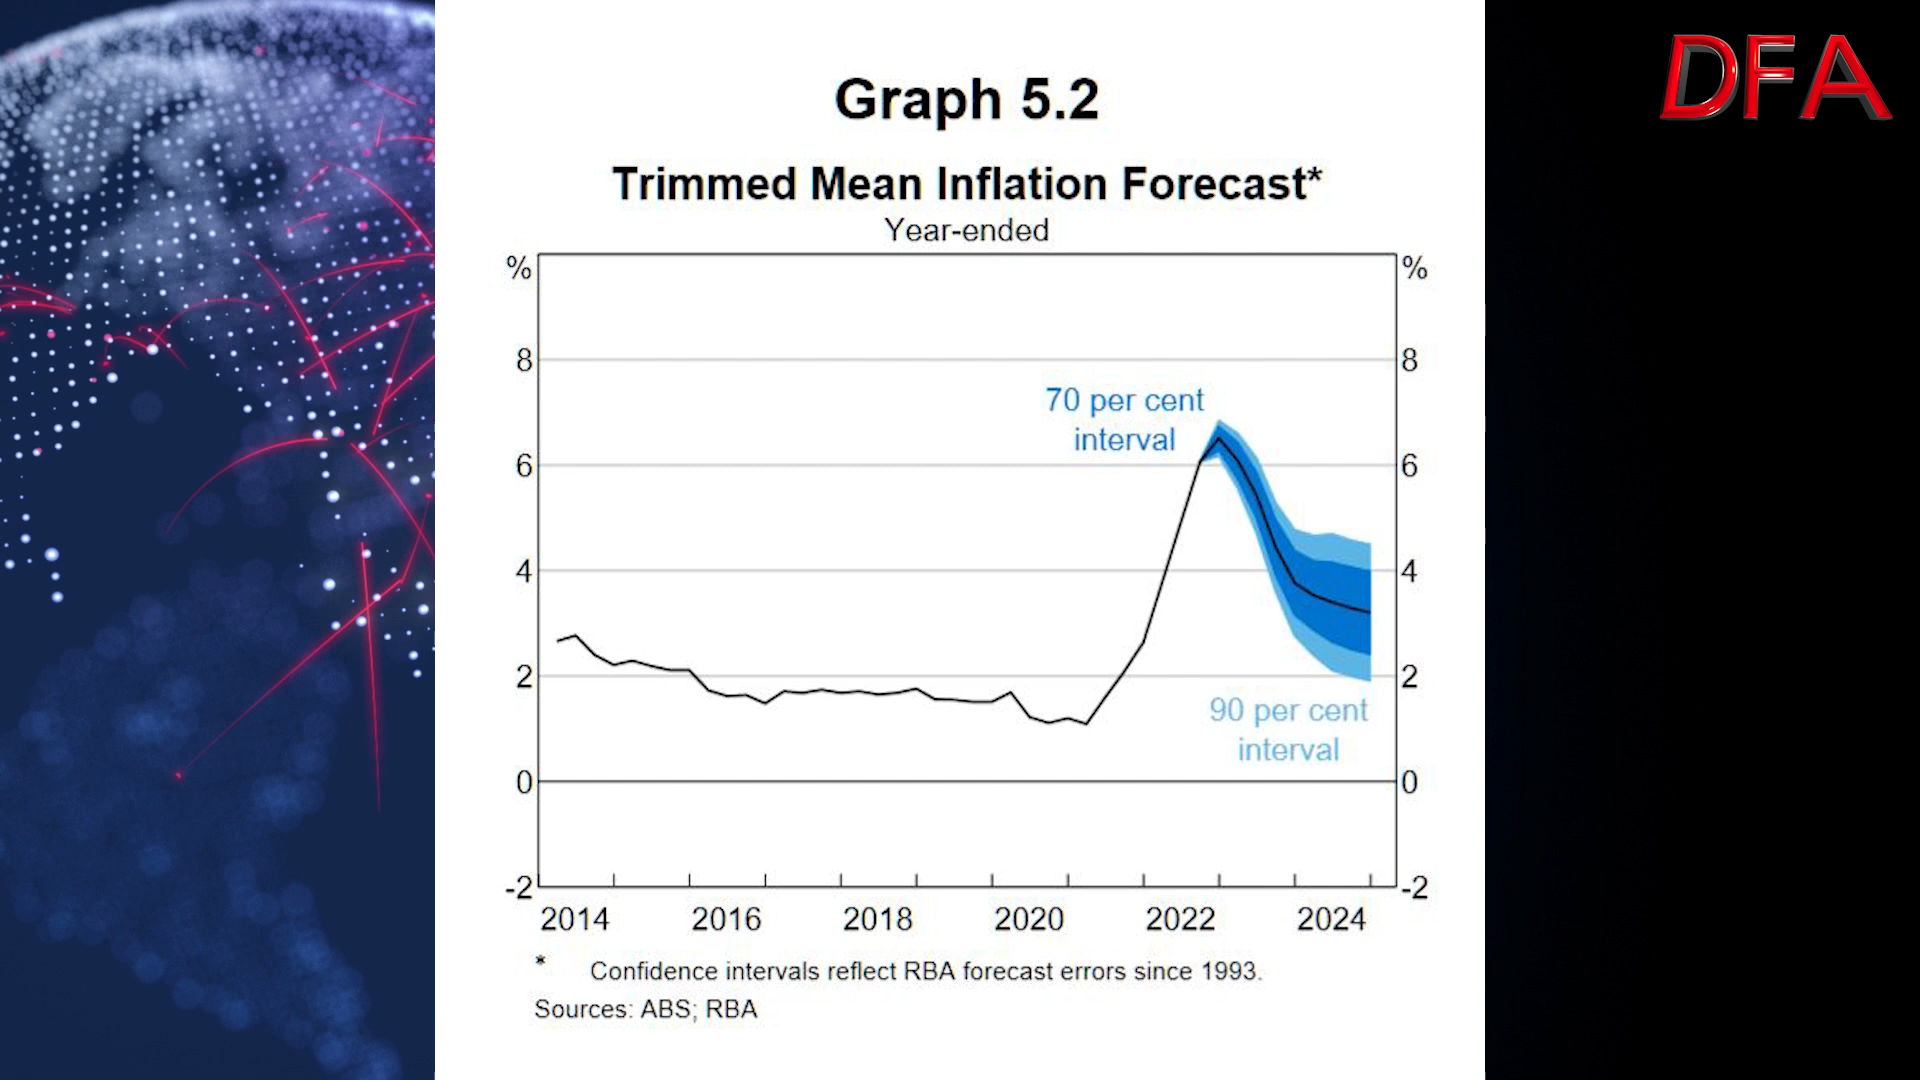 DFA
Graph 5.2
Trimmed Mean Inflation Forecast*
Year-ended
% %
8 8
70 per cent
interval
6 6
4 4
2 2
90 per cent
interval
0 0
-2 -2
2014 2016 2018 2020 2022 2024
* Confidence intervals reflect RBA forecast errors since 1993.
Sources: ABS; RBA